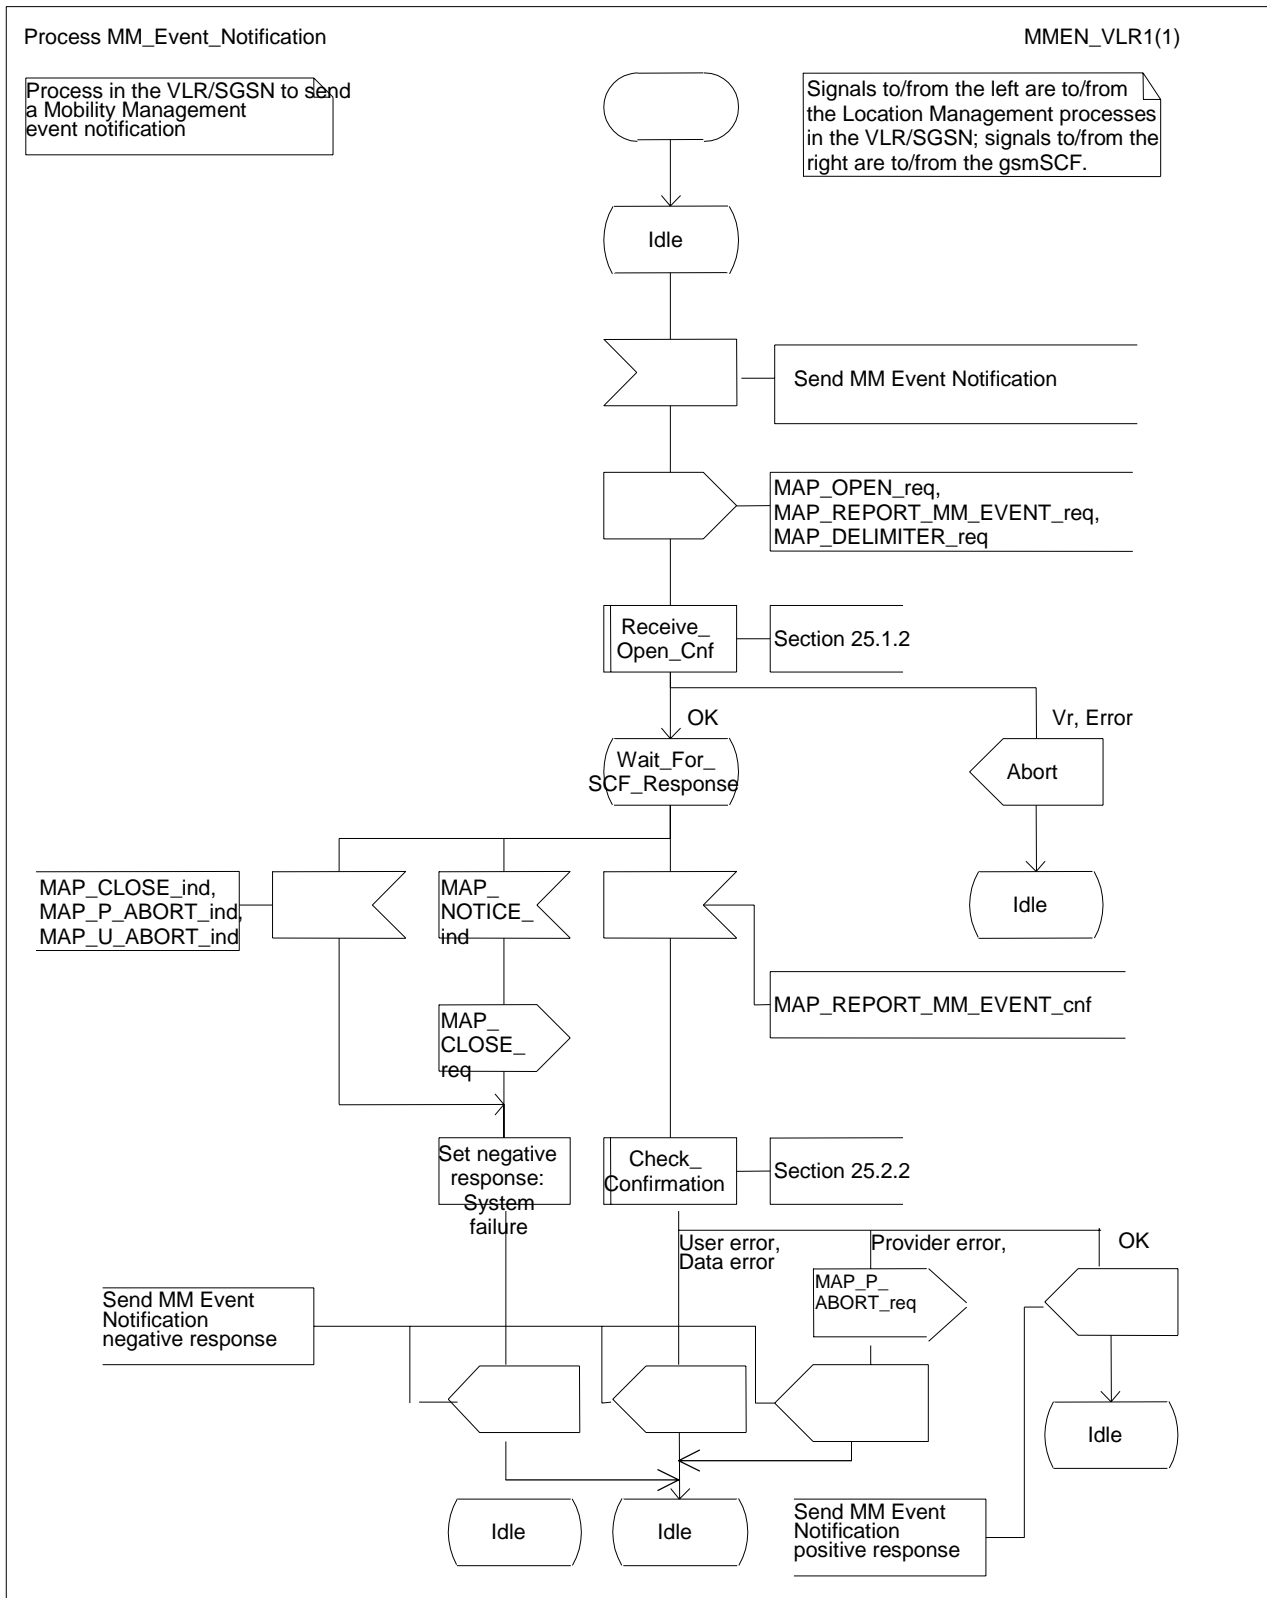 Process MM_Event_Notification
MMEN_VLR1(1)
Process in the VLR/SGSN to send
a Mobility Management
event notification
Signals to/from the left are to/from
the Location Management processes
in the VLR/SGSN; signals to/from the
right are to/from the gsmSCF.
Idle
Send MM Event Notification
MAP_OPEN_req,
MAP_REPORT_MM_EVENT_req,
MAP_DELIMITER_req
Receive_
Open_Cnf
Section 25.1.2
OK
Vr, Error
Wait_For_
SCF_Response
Abort
MAP_CLOSE_ind,
MAP_P_ABORT_ind,
MAP_U_ABORT_ind
MAP_
NOTICE_
ind
Idle
MAP_REPORT_MM_EVENT_cnf
MAP_
CLOSE_
req
Set negative
response:
System
failure
Check_
Confirmation
Section 25.2.2
User error,
Data error
Provider error,
OK
MAP_P_
ABORT_req
Send MM Event
Notification
negative response
Idle
Idle
Idle
Send MM Event
Notification
positive response